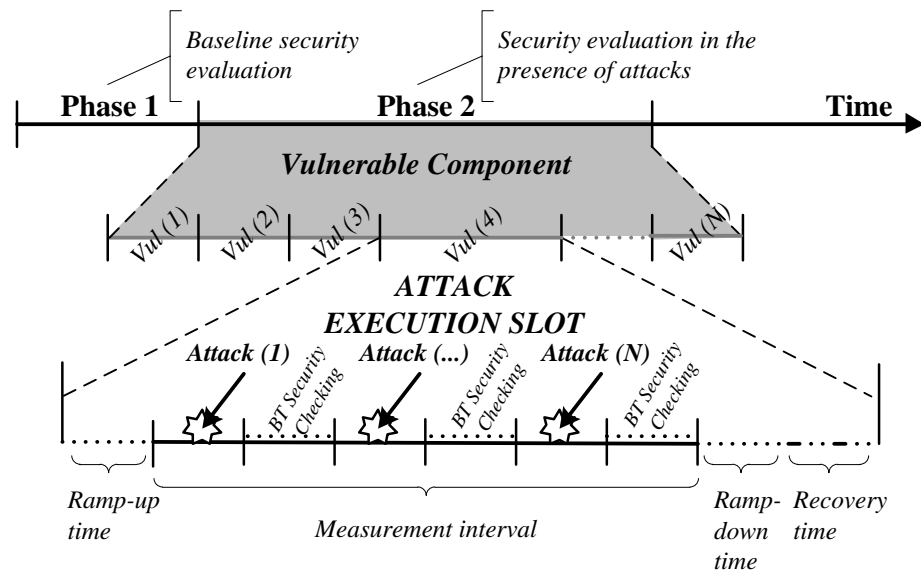 Baseline security
evaluation
Security evaluation in the
presence of attacks
Phase 1
Phase 2
Time
Vulnerable Component
Vul (1)
Vul (2)
Vul (3)
Vul (4)
Vul (N)
ATTACK
EXECUTION SLOT
Attack (1)
Attack (...)
Attack (N)
BT Security
Checking
BT Security
Checking
BT Security
Checking
Ramp-up
time
Measurement interval
Ramp-
down
time
Recovery
time